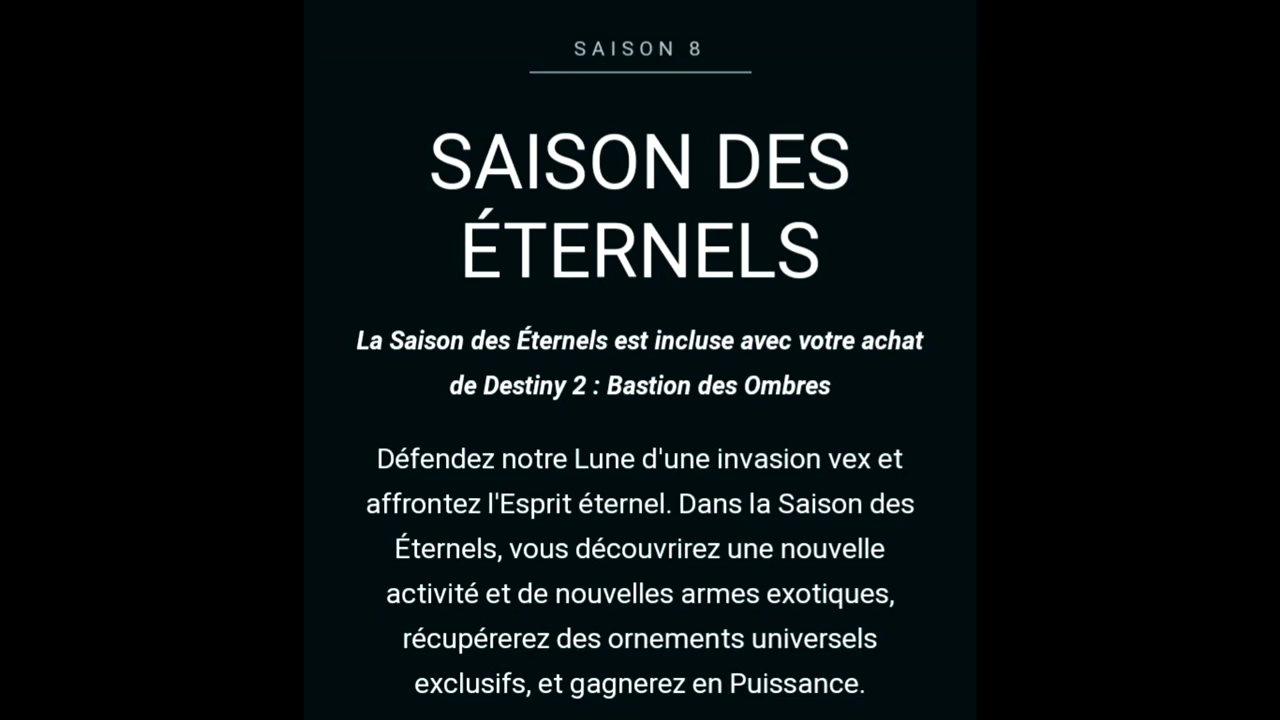 SAISON 8
SAISON DES
ÉTERNELS
La Saison des Éternels est incluse avec votre achat
de Destiny 2 : Bastion des Ombres
Défendez notre Lune d'une invasion vex et
affrontez l'Esprit éternel. Dans la Saison des
Éternels, vous découvrirez une nouvelle
activité et de nouvelles armes exotiques,
récupérerez des ornements universels
exclusifs, et gagnerez en Puissance.